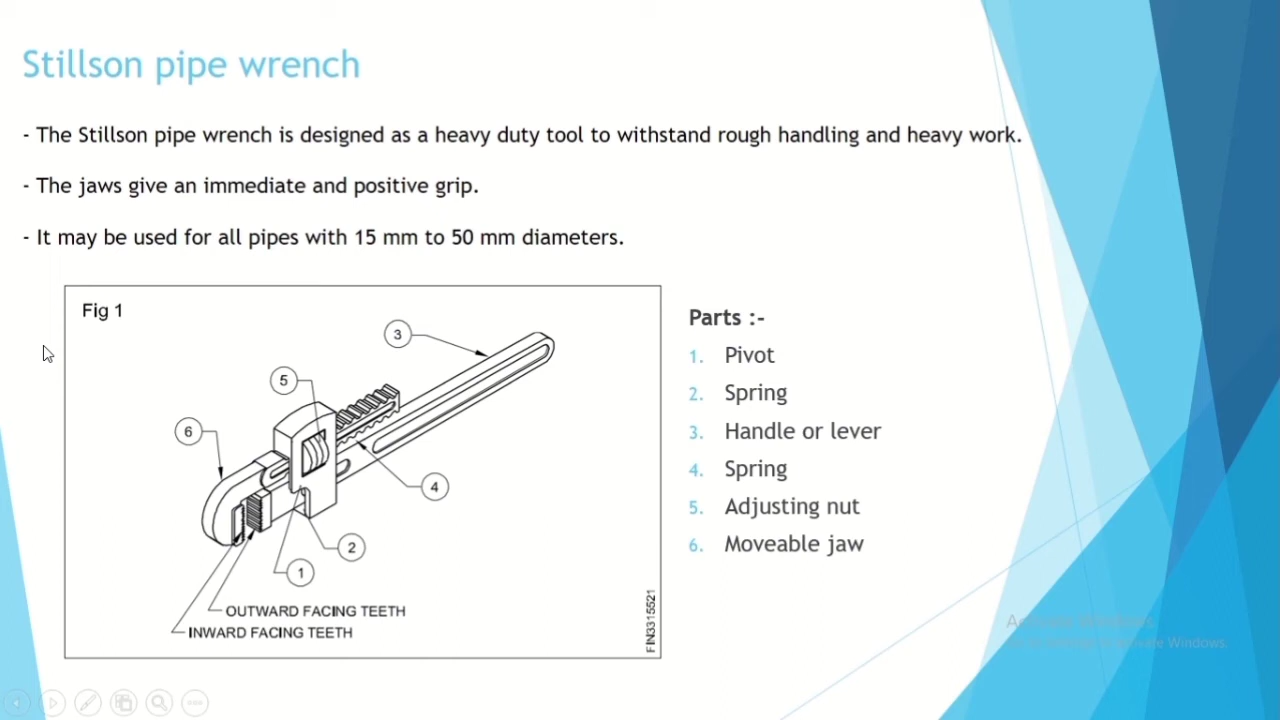 Stillson pipe wrench
- The Stillson pipe wrench is designed as a heavy duty tool to withstand rough handling and heavy work.
- The jaws give an immediate and positive grip.
- It may be used for all pipes with 15 mm to 50 mm diameters.
Fig 1
3
5
6
4
2
1
OUTWARD FACING TEETH
INWARD FACING TEETH
FIN3315521
Parts :-
1. Pivot
2. Spring
3. Handle or lever
4. Spring
5. Adjusting nut
6. Moveable jaw
Activate Windows